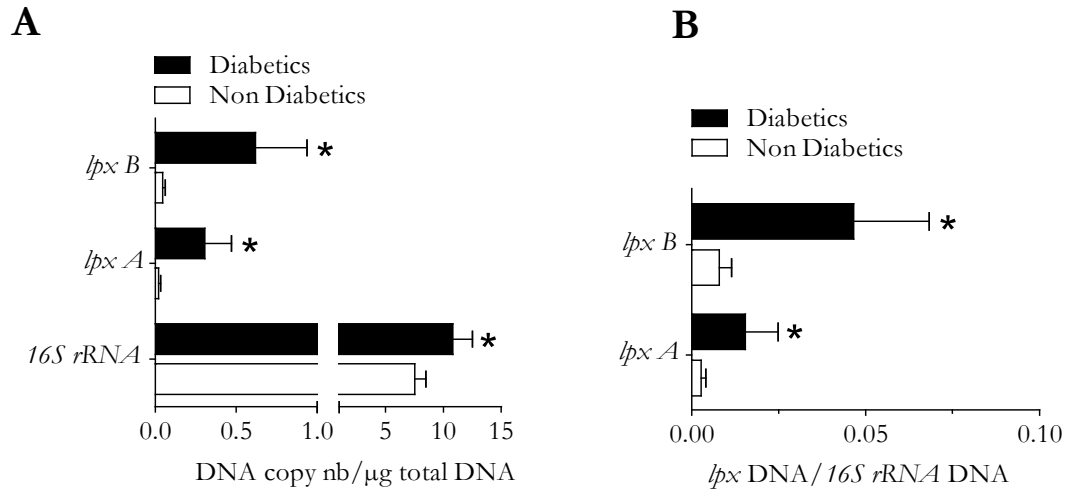 A
Diabetics
Non Diabetics
lpx B
*
lpx A
*
16S rRNA
*
0.0 0.5 1.0 5 10 15
DNA copy nb/µg total DNA
B
Diabetics
Non Diabetics
lpx B
*
lpx A
*
0.00 0.05 0.10
lpx DNA/16S rRNA DNA